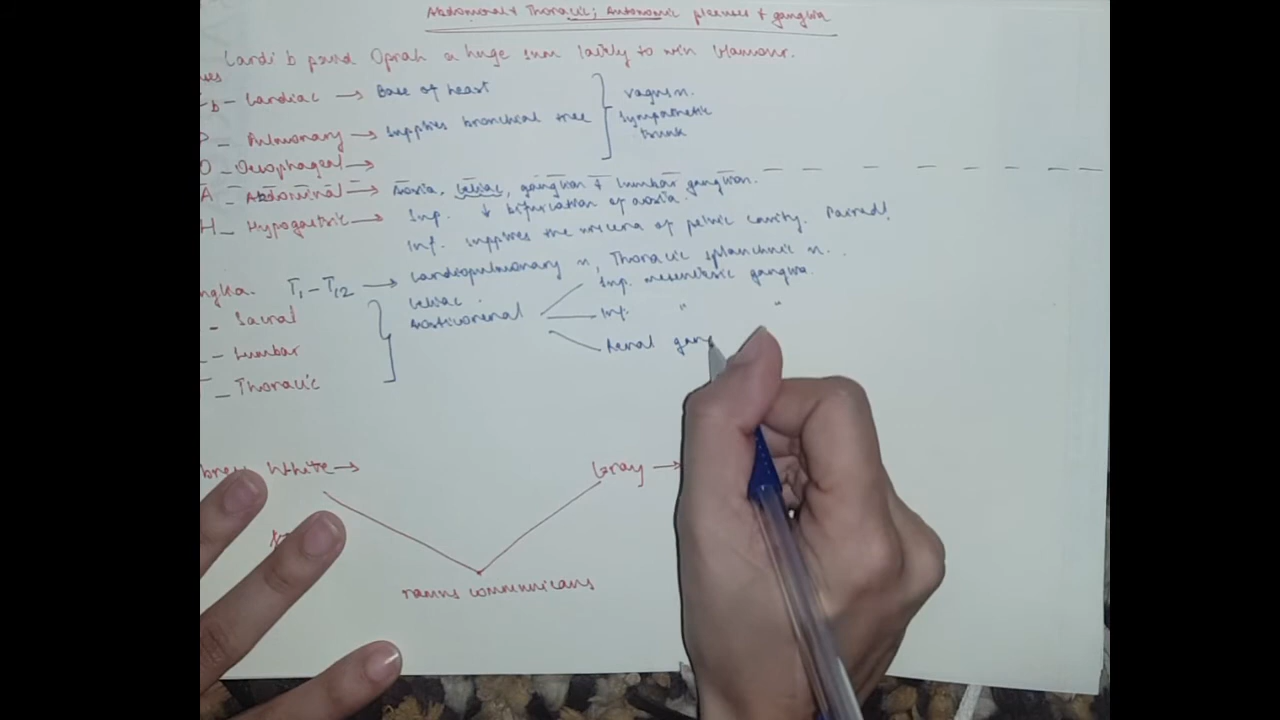 Abdominal & Thoracic; Autonomic plexuses & ganglia
Cardi b paid Oprah a huge sum lately to win Glamour.
b - Cardiac → Base of heart
Pulmonary → Supplies bronchial tree
vagus n.
sympathetic
trunk
O - Oesophageal →
A - Abdominal → Aorta, Celiac, ganglion & lumbar ganglion.
H - Hypogastric → Sup. ↓ bifurcation of aorta.
Inf. supplies the viscera of pelvic cavity. Paired!
T1 - T12 → Cardiopulmonary n, Thoracic splanchnic n.
- Sacral
- Lumbar
- Thoracic
Celiac
Aorticorenal
Sup. mesenteric ganglia.
Inf. " "
Renal gang
White →
Gray →
ramus communicans